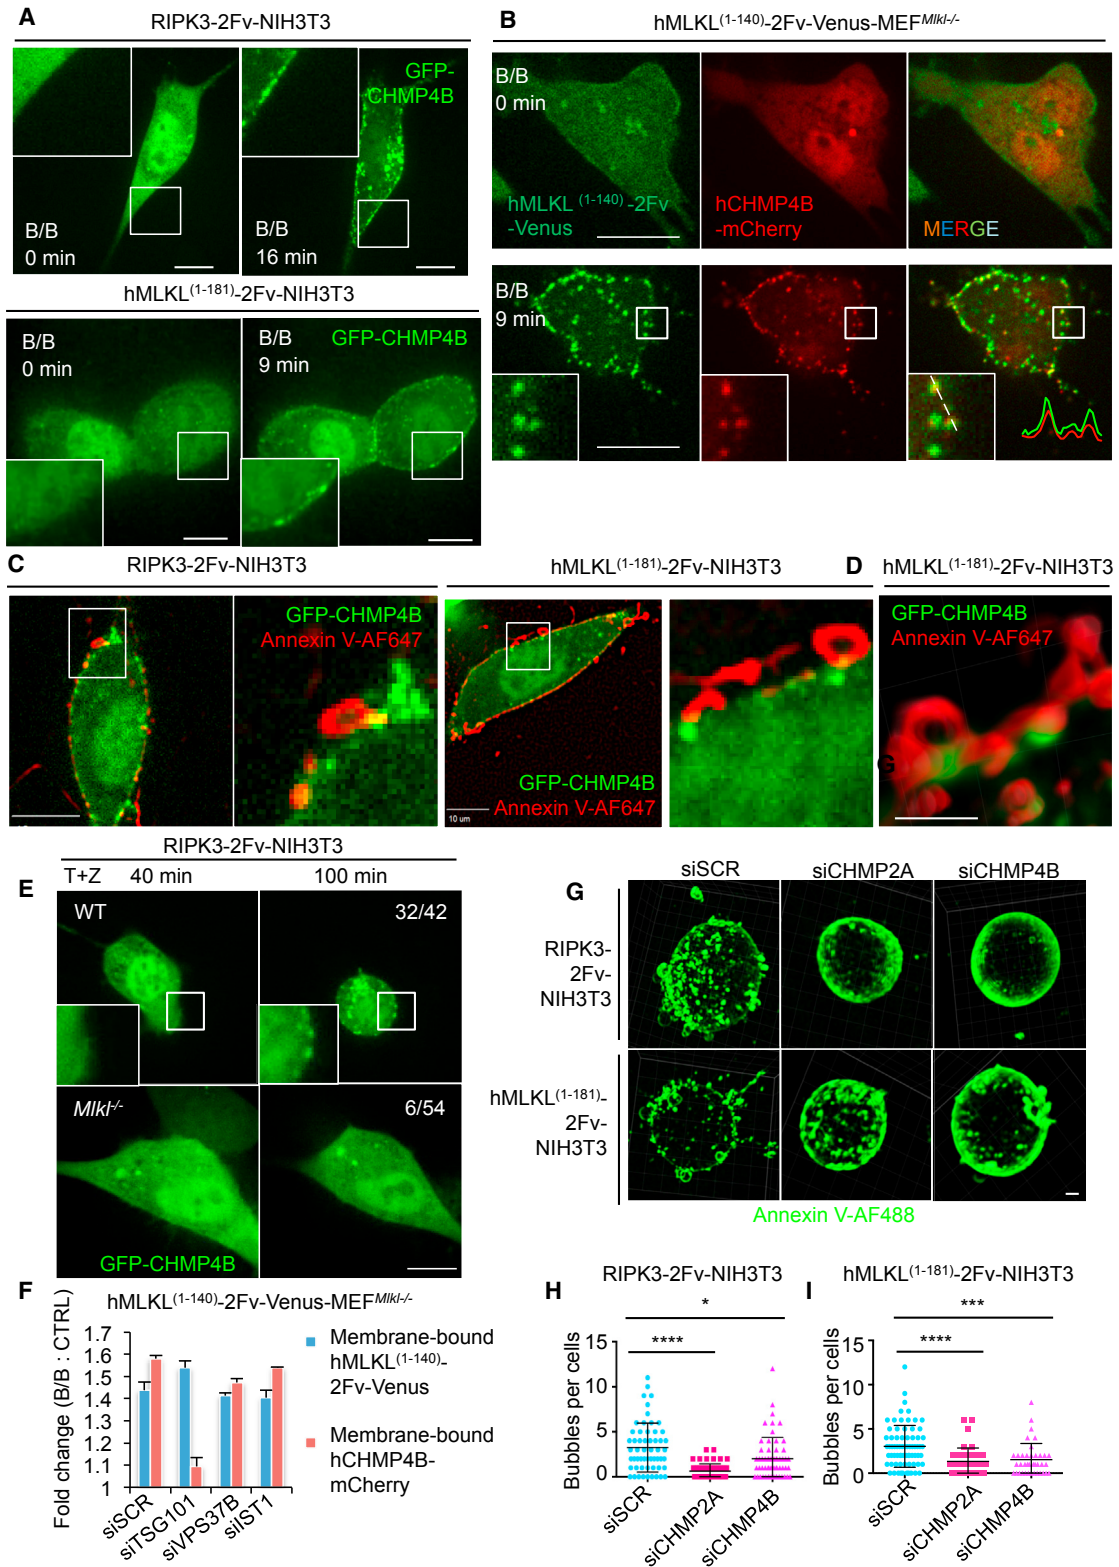 A
RIPK3-2Fv-NIH3T3
GFP-
CHMP4B
B/B
0 min
B/B
16 min
hMLKL(1-181)-2Fv-NIH3T3
B/B
0 min
B/B
9 min
GFP-CHMP4B
B
hMLKL(1-140)-2Fv-Venus-MEFMlkl-/-
B/B
0 min
hMLKL (1-140) -2Fv
-Venus
hCHMP4B
-mCherry
MERGE
B/B
9 min
C
RIPK3-2Fv-NIH3T3
GFP-CHMP4B
Annexin V-AF647
hMLKL(1-181)-2Fv-NIH3T3
GFP-CHMP4B
Annexin V-AF647
10 um
D
hMLKL(1-181)-2Fv-NIH3T3
GFP-CHMP4B
Annexin V-AF647
G
E
RIPK3-2Fv-NIH3T3
T+Z 40 min 100 min
WT
32/42
Mlkl-/-
6/54
GFP-CHMP4B
F
hMLKL(1-140)-2Fv-Venus-MEFMlkl-/-
Fold change (B/B : CTRL)
1.7
1.6
1.5
1.4
1.3
1.2
1.1
1
siSCR
siTSG101
siVPS37B
siIST1
Membrane-bound
hMLKL(1-140)-
2Fv-Venus
Membrane-bound
hCHMP4B-
mCherry
G
siSCR siCHMP2A siCHMP4B
RIPK3-
2Fv-
NIH3T3
hMLKL(1-181)-
2Fv-
NIH3T3
Annexin V-AF488
H
RIPK3-2Fv-NIH3T3
*
****
Bubbles per cells
15
10
5
0
siSCR
siCHMP2A
siCHMP4B
I
hMLKL(1-181)-2Fv-NIH3T3
***
****
Bubbles per cells
15
10
5
0
siSCR
siCHMP2A
siCHMP4B